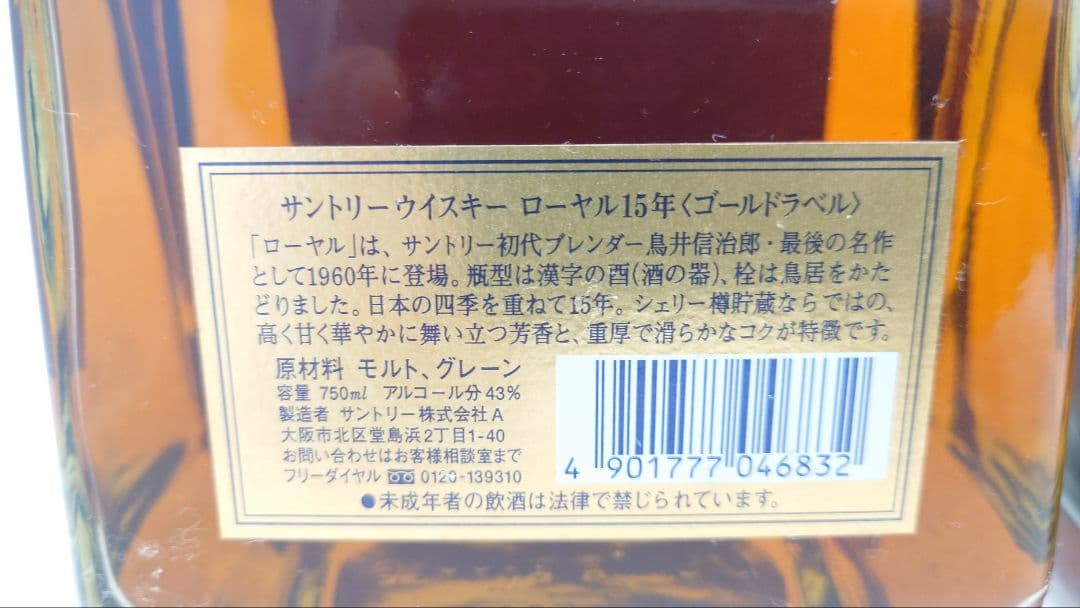 サントリーウイスキー ローヤル15年〈ゴールドラベル〉
「ローヤル」は、サントリー初代ブレンダー鳥井信治郎・最後の名作
として1960年に登場。瓶型は漢字の酉(酒の器)、栓は鳥居をかた
どりました。日本の四季を重ねて15年。シェリー樽貯蔵ならではの、
高く甘く華やかに舞い立つ芳香と、重厚で滑らかなコクが特徴です。
原材料 モルト、グレーン
容量 750ml アルコール分43%
製造者 サントリー株式会社A
大阪市北区堂島浜2丁目1-40
お問い合わせはお客様相談室まで
フリーダイヤル 0120-139310
4 901777 046832
●未成年者の飲酒は法律で禁じられています。